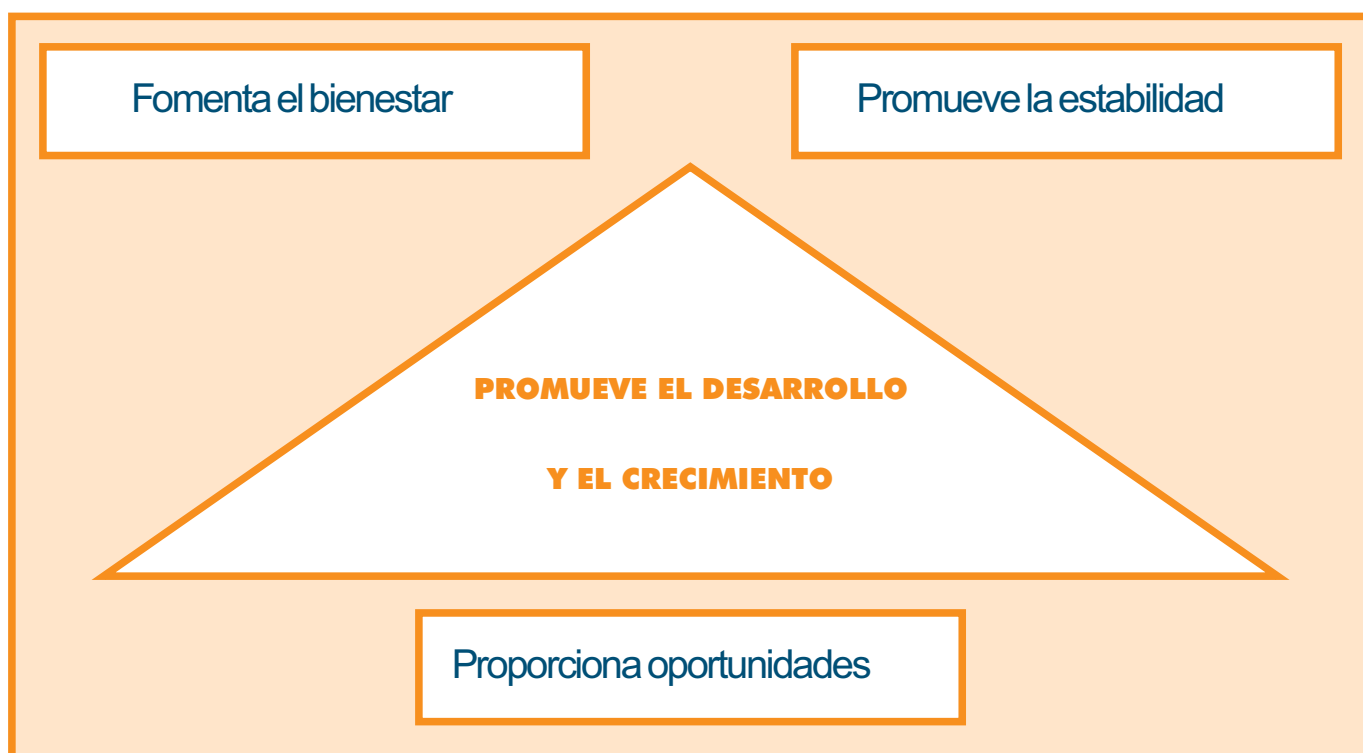 Fomenta el bienestar
Promueve la estabilidad
PROMUEVE EL DESARROLLO
Y EL CRECIMIENTO
Proporciona oportunidades